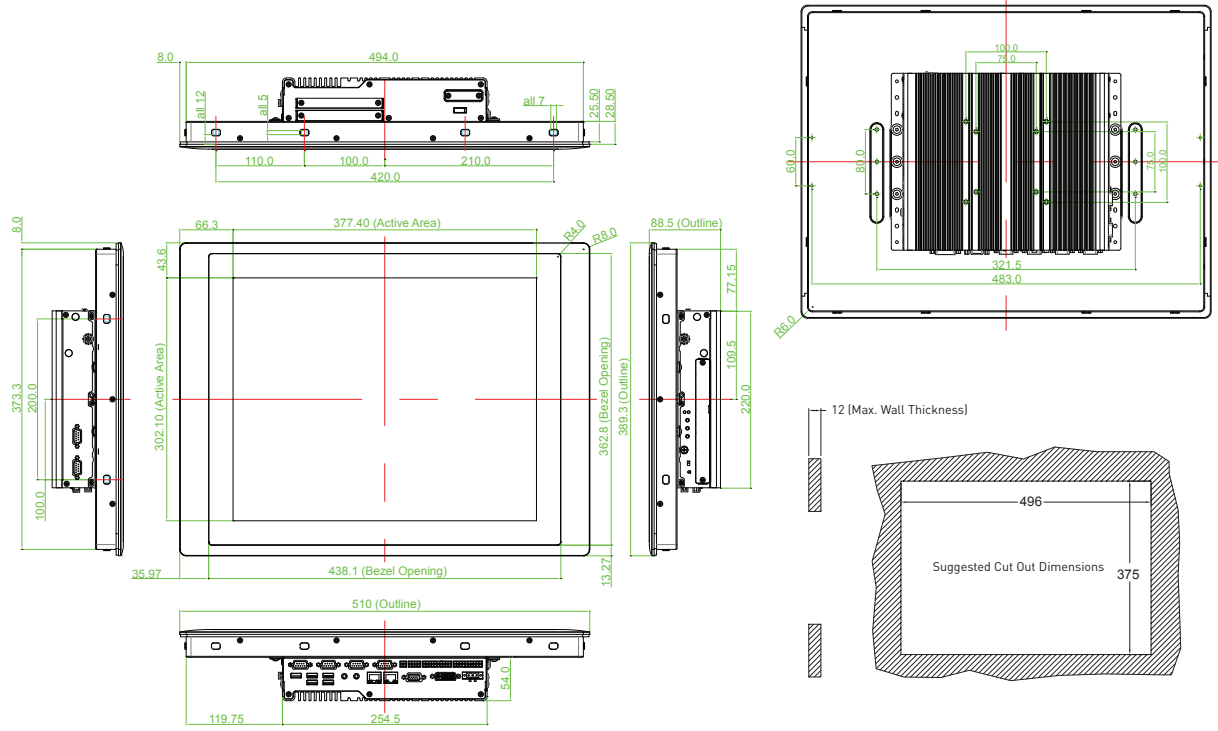 8.0
494.0
all 12
all 5
all 7
25.50
28.50
110.0
100.0
210.0
420.0
100.0
75.0
60.0
80.0
75.0
100.0
321.5
483.0
R6.0
8.0
373.3
200.0
100.0
66.3
377.40 (Active Area)
R4.0
R8.0
43.6
302.10 (Active Area)
362.8 (Bezel Opening)
389.3 (Outline)
35.97
438.1 (Bezel Opening)
13.27
88.5 (Outline)
77.15
109.5
220.0
12 (Max. Wall Thickness)
496
Suggested Cut Out Dimensions
375
510 (Outline)
54.0
119.75
254.5